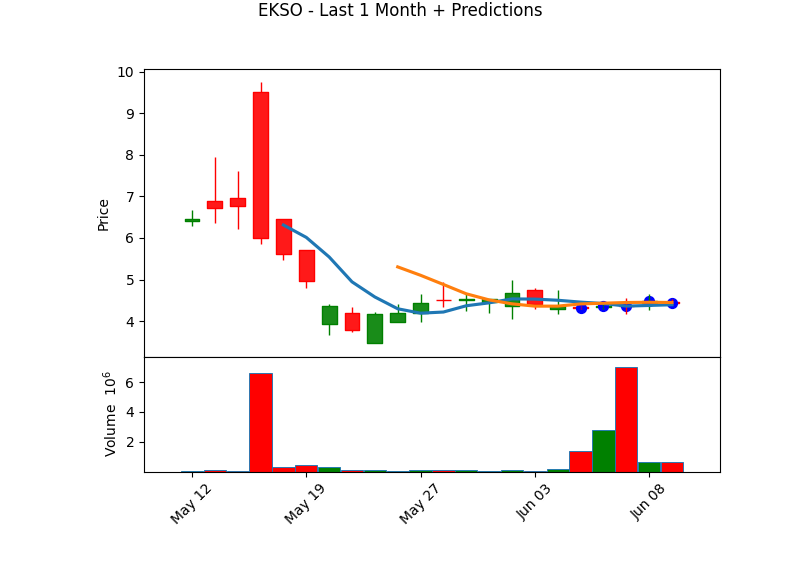 EKSO - Last 1 Month + Predictions
10
9
8
7
6
5
4
Price
6
4
2
Volume 10^6
May 12
May 19
May 27
Jun 03
Jun 08